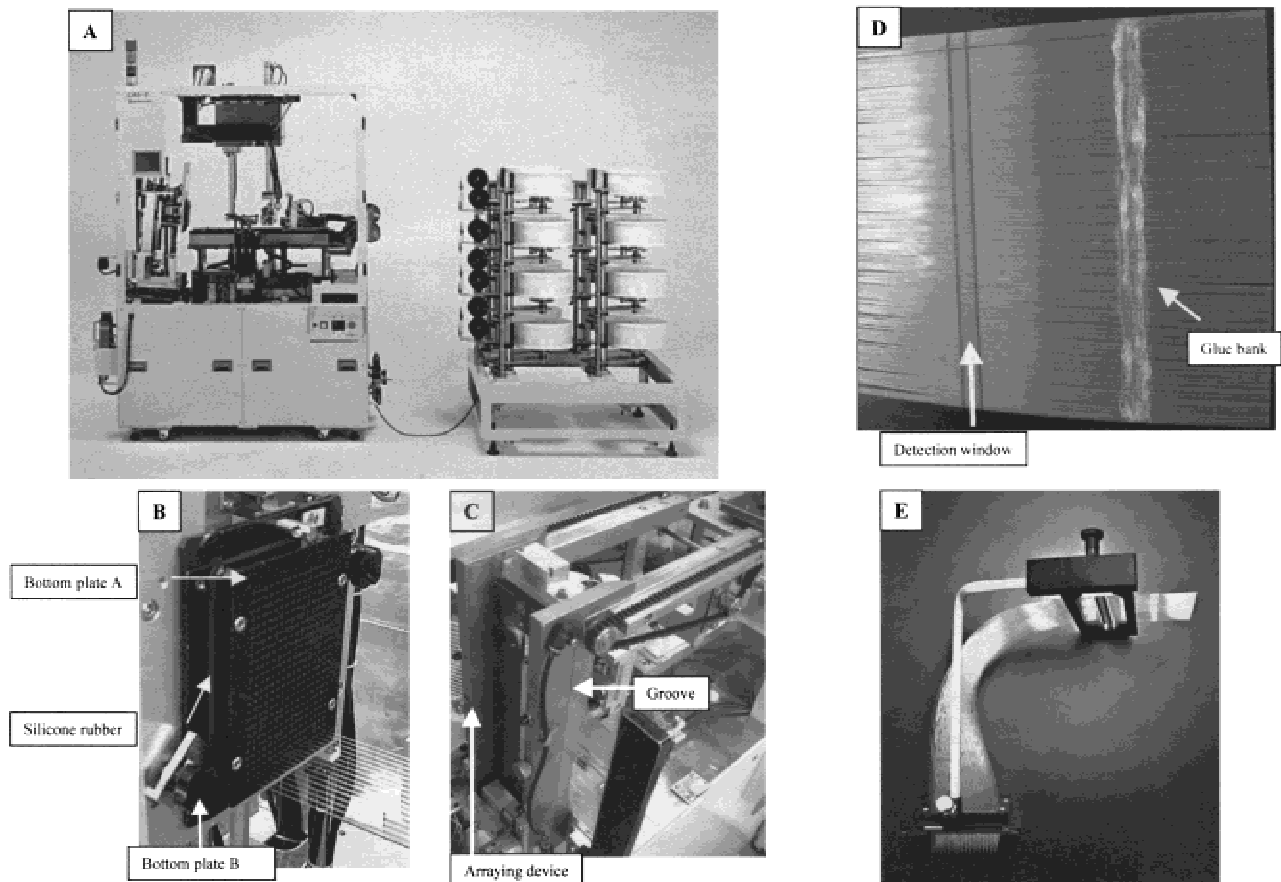 A
D
Glue bank
Detection window
B
Bottom plate A
Silicone rubber
Bottom plate B
C
Groove
Arraying device
E